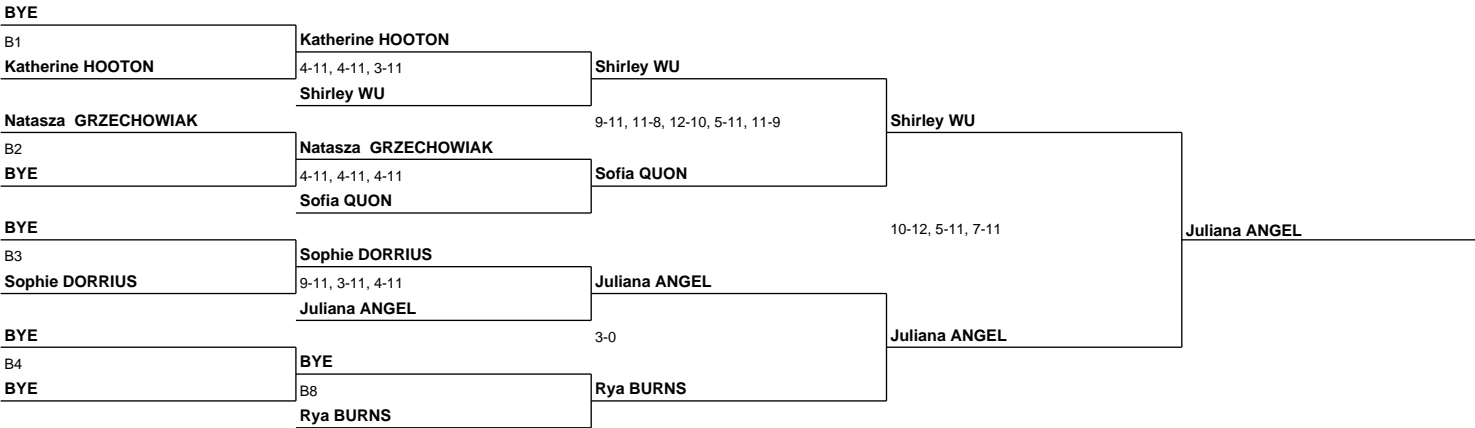 BYE
B1
Katherine HOOTON
Katherine HOOTON
4-11, 4-11, 3-11
Shirley WU
Shirley WU
Natasza  GRZECHOWIAK
B2
BYE
Natasza  GRZECHOWIAK
4-11, 4-11, 4-11
Sofia QUON
9-11, 11-8, 12-10, 5-11, 11-9
Sofia QUON
Shirley WU
BYE
B3
Sophie DORRIUS
Sophie DORRIUS
9-11, 3-11, 4-11
Juliana ANGEL
Juliana ANGEL
10-12, 5-11, 7-11
Juliana ANGEL
BYE
B4
BYE
BYE
B8
Rya BURNS
3-0
Rya BURNS
Juliana ANGEL